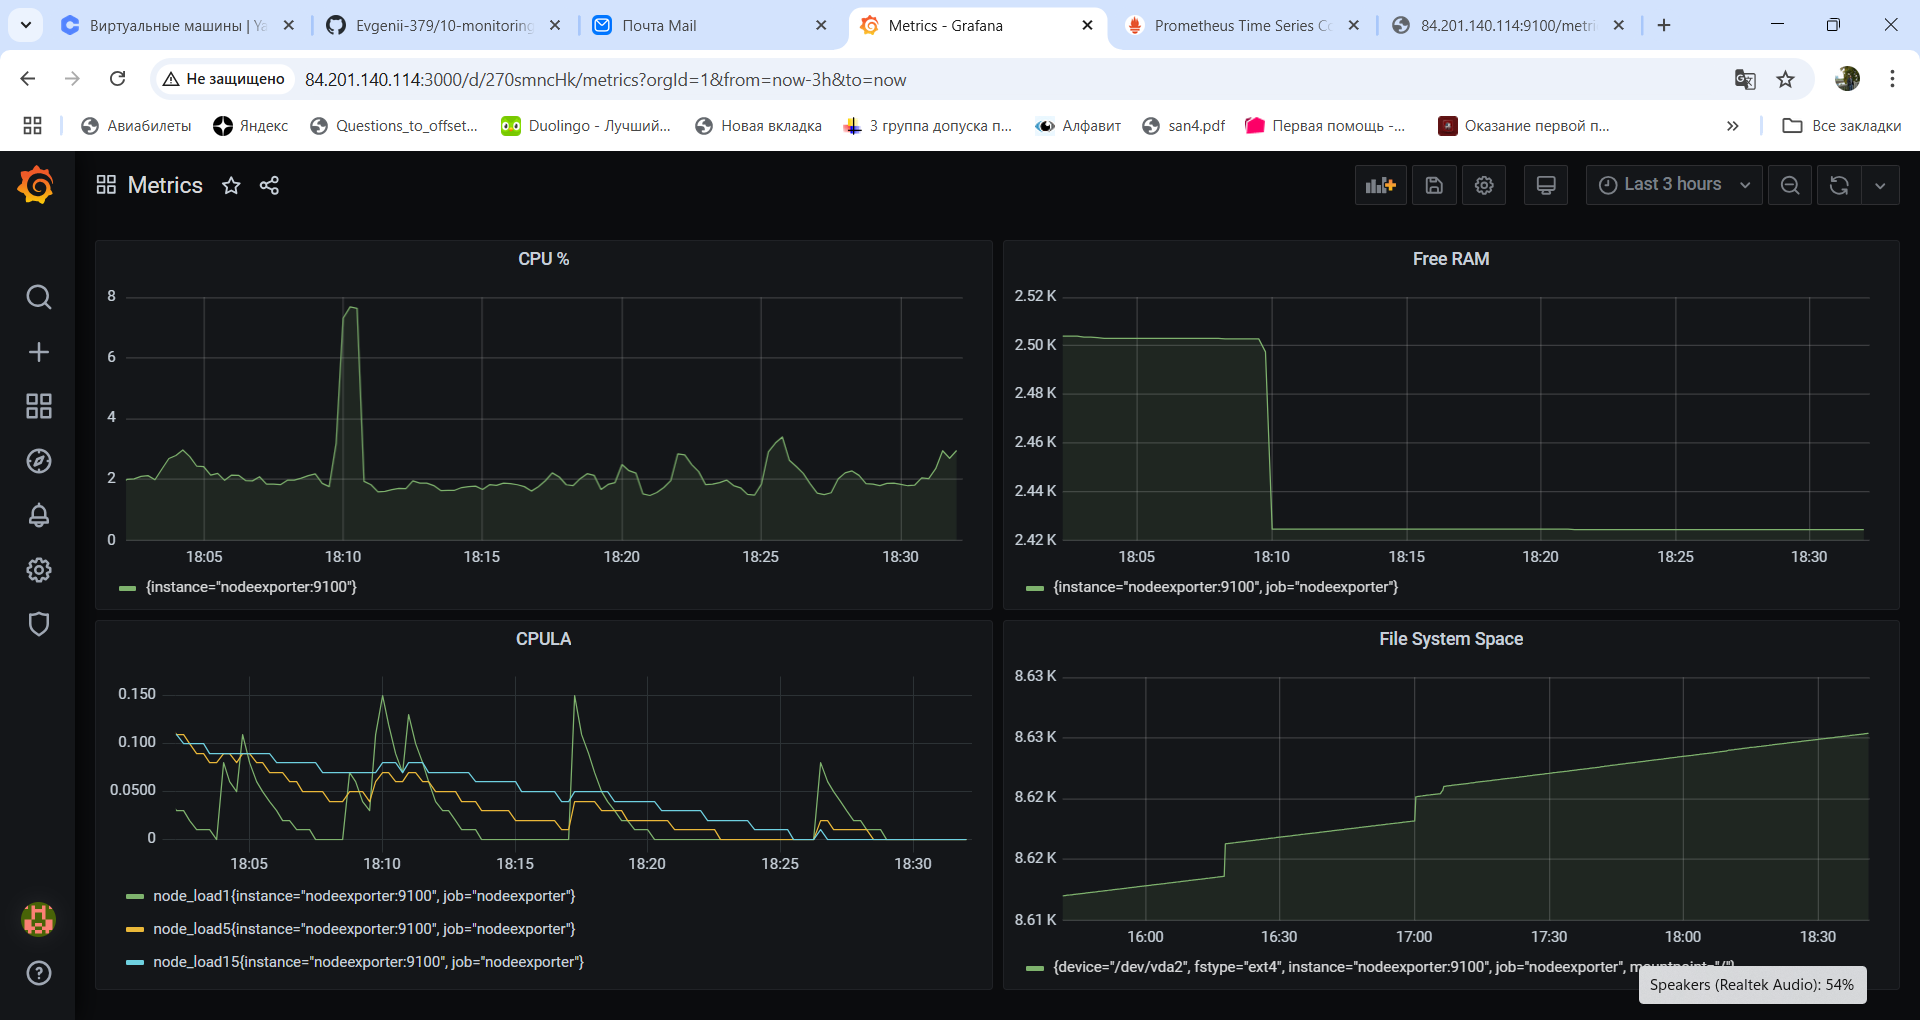 Виртуальные машины | Ya
Evgenii-379/10-monitoring
Почта Mail
Metrics - Grafana
Prometheus Time Series Co
84.201.140.114:9100/metri
Не защищено
84.201.140.114:3000/d/270smncHk/metrics?orgId=1&from=now-3h&to=now
Авиабилеты
Яндекс
Questions_to_offset...
Duolingo - Лучший...
Новая вкладка
3 группа допуска п...
Алфавит
san4.pdf
Первая помощь -...
Оказание первой п...
»
Все закладки
Metrics
Last 3 hours
CPU %
8
6
4
2
0
18:05 18:10 18:15 18:20 18:25 18:30
{instance="nodeexporter:9100"}
Free RAM
2.52 K
2.50 K
2.48 K
2.46 K
2.44 K
2.42 K
18:05 18:10 18:15 18:20 18:25 18:30
{instance="nodeexporter:9100", job="nodeexporter"}
CPULA
0.150
0.100
0.0500
0
18:05 18:10 18:15 18:20 18:25 18:30
node_load1{instance="nodeexporter:9100", job="nodeexporter"}
node_load5{instance="nodeexporter:9100", job="nodeexporter"}
node_load15{instance="nodeexporter:9100", job="nodeexporter"}
File System Space
8.63 K
8.63 K
8.62 K
8.62 K
8.61 K
16:00 16:30 17:00 17:30 18:00 18:30
{device="/dev/vda2", fstype="ext4", instance="nodeexporter:9100", job="nodeexporter",
Speakers (Realtek Audio): 54%